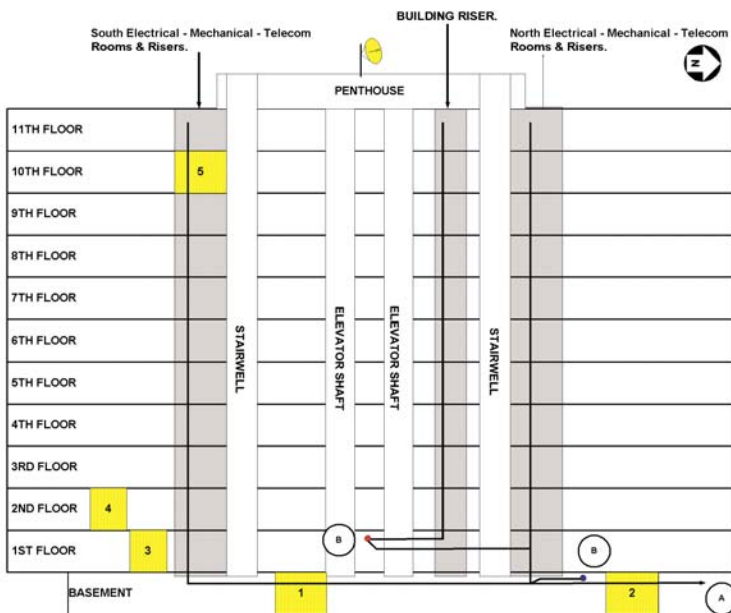 BUILDING RISER.
South Electrical - Mechanical - Telecom
Rooms & Risers.
North Electrical - Mechanical - Telecom
Rooms & Risers.
N
PENTHOUSE
11TH FLOOR
10TH FLOOR
5
9TH FLOOR
8TH FLOOR
7TH FLOOR
6TH FLOOR
5TH FLOOR
4TH FLOOR
3RD FLOOR
STAIRWELL
ELEVATOR SHAFT
ELEVATOR SHAFT
STAIRWELL
2ND FLOOR
4
1ST FLOOR
3
B
B
BASEMENT
1
2
A